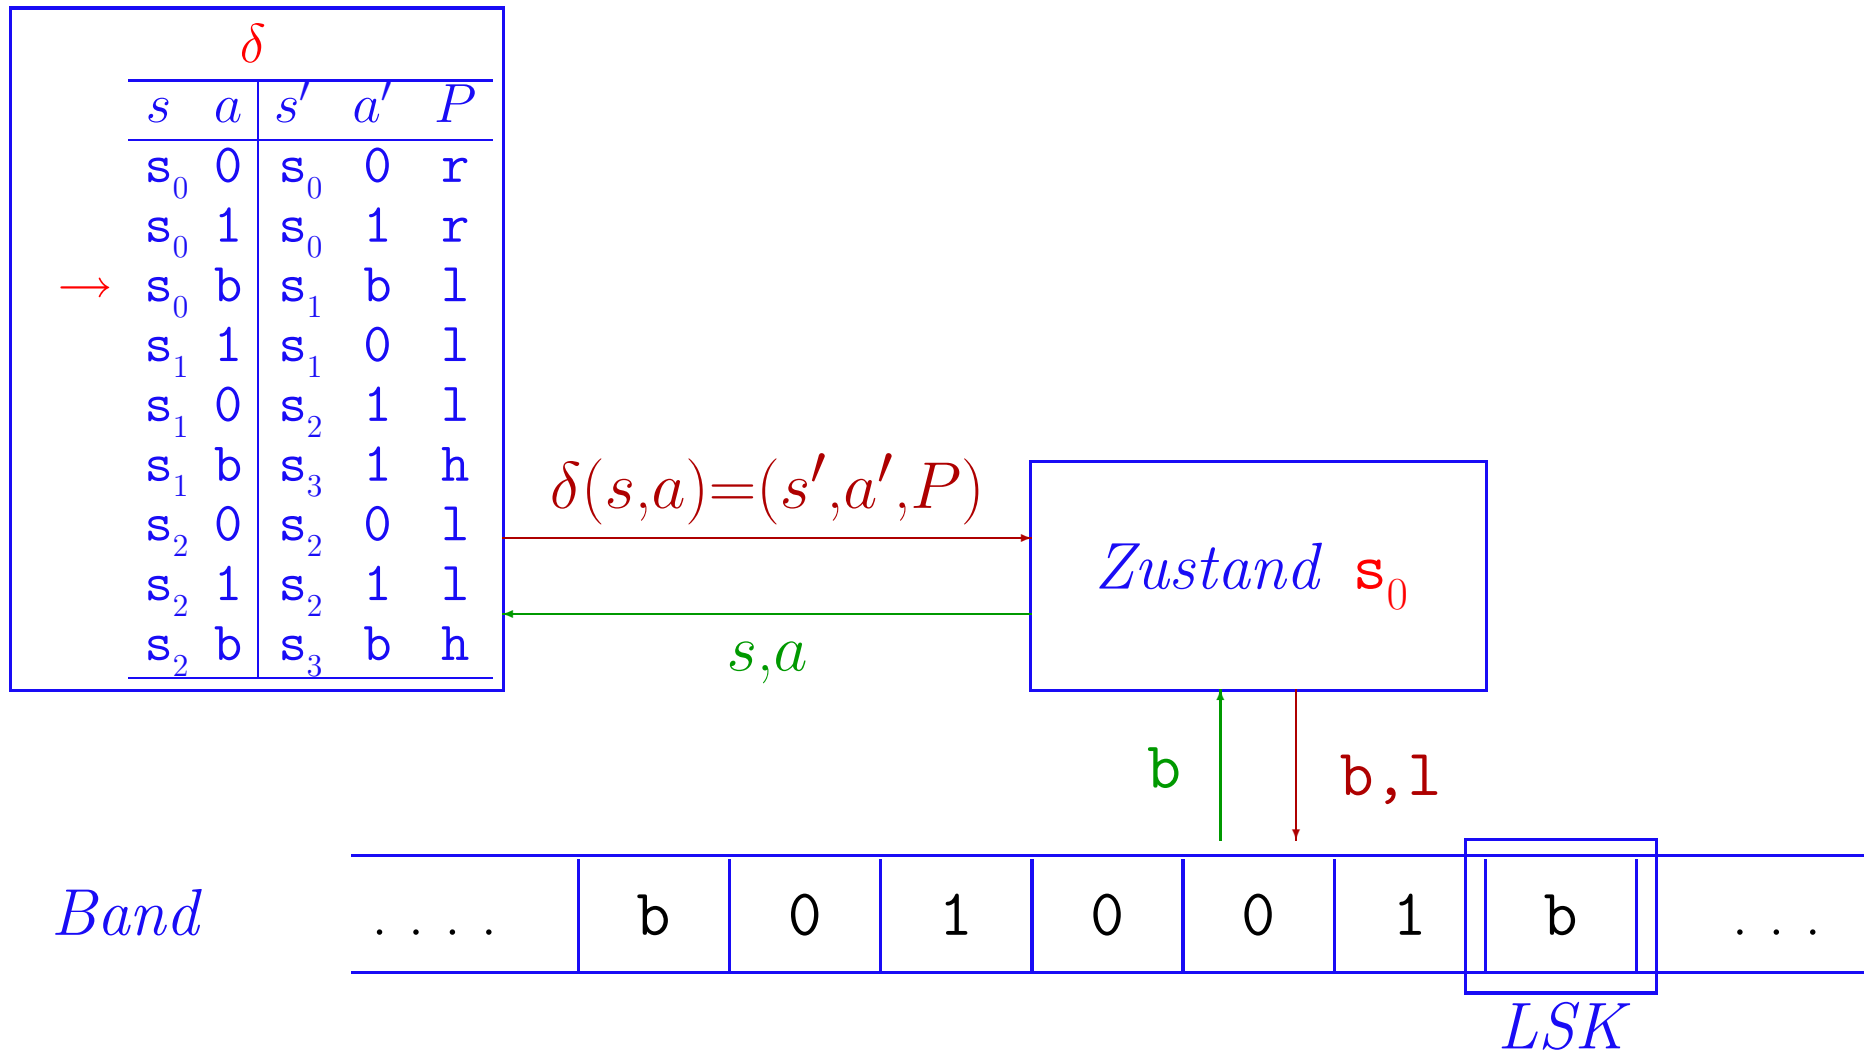 δ
s a s′ a′ P
s₀ 0 s₀ 0 r
s₀ 1 s₀ 1 r
→ s₀ b s₁ b l
s₁ 1 s₁ 0 l
s₁ 0 s₂ 1 l
s₁ b s₃ 1 h
s₂ 0 s₂ 0 l
s₂ 1 s₂ 1 l
s₂ b s₃ b h
δ(s,a)=(s′,a′,P)
s,a
Zustand s₀
b
b,l
Band . . . . b 0 1 0 0 1 b . . .
LSK